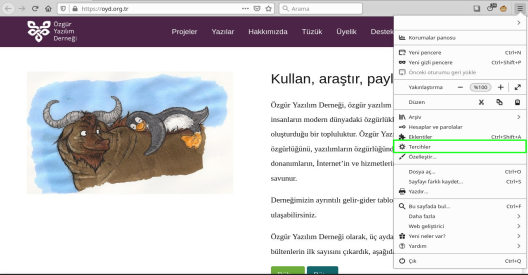 https://oyd.org.tr
Arama
Özgür
Yazılım
Derneği
Projeler Yazılar Hakkımızda Tüzük Üyelik Destek
Kullan, araştır, payl
Özgür Yazılım Derneği, özgür yazılım
insanların modern dünyadaki özgürlükl
oluşturduğu bir topluluktur. Özgür Yaz
özgürlüğünü, yazılımların özgürlüğünd
donanımların, İnternet'in ve hizmetleri
savunur.
Derneğimizin ayrıntılı gelir-gider tablo
ulaşabilirsiniz.
Özgür Yazılım Derneği olarak, üç ayda
bültenlerin ilk sayısını çıkardık, aşağıda
Korumalar panosu
Yeni pencere Ctrl+N
Yeni gizli pencere Ctrl+Shift+P
Önceki oturumu geri yükle
Yakınlaştırma − %100 +
Düzen
Arşiv
Hesaplar ve parolalar
Eklentiler Ctrl+Shift+A
Tercihler
Özelleştir...
Dosya aç... Ctrl+O
Sayfayı farklı kaydet... Ctrl+S
Yazdır...
Bu sayfada bul... Ctrl+F
Daha fazla
Web geliştirici
Yeni neler var?
Yardım
Çık Ctrl+Q